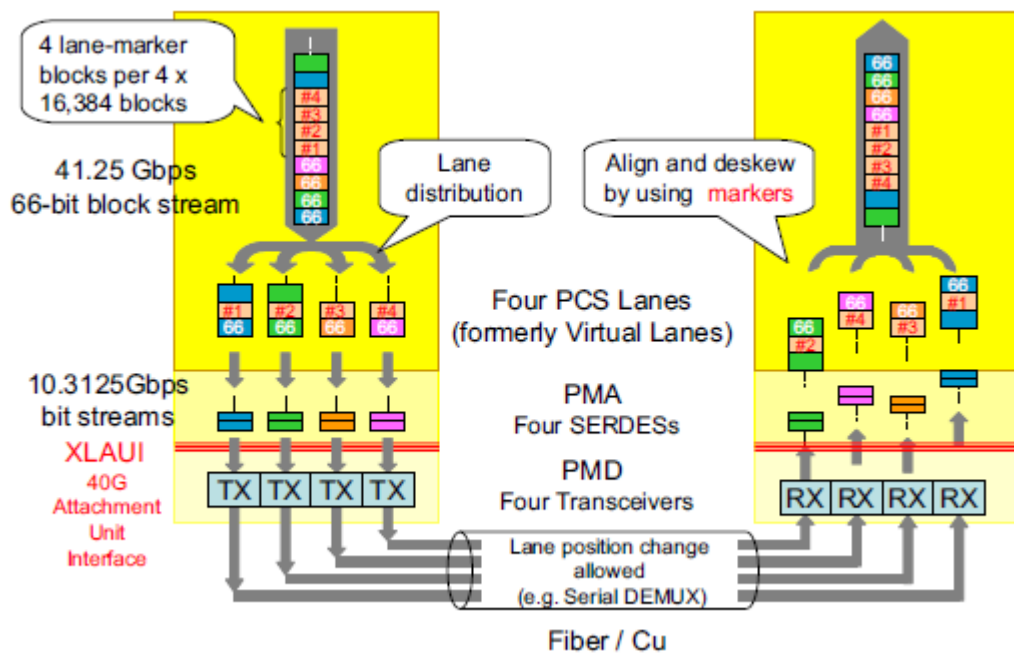 4 lane-marker
blocks per 4 x
16,384 blocks
#4
#3
#2
#1
66
66
66
66
41.25 Gbps
66-bit block stream
Lane
distribution
#1
66
#2
66
#3
66
#4
66
10.3125Gbps
bit streams
XLAUI
40G
Attachment
Unit
Interface
TX
TX
TX
TX
Four PCS Lanes
(formerly Virtual Lanes)
PMA
Four SERDESs
PMD
Four Transceivers
Lane position change
allowed
(e.g. Serial DEMUX)
Fiber / Cu
Align and deskew
by using markers
66
66
66
66
#1
#2
#3
#4
66
#2
66
#4
66
#3
66
#1
RX
RX
RX
RX